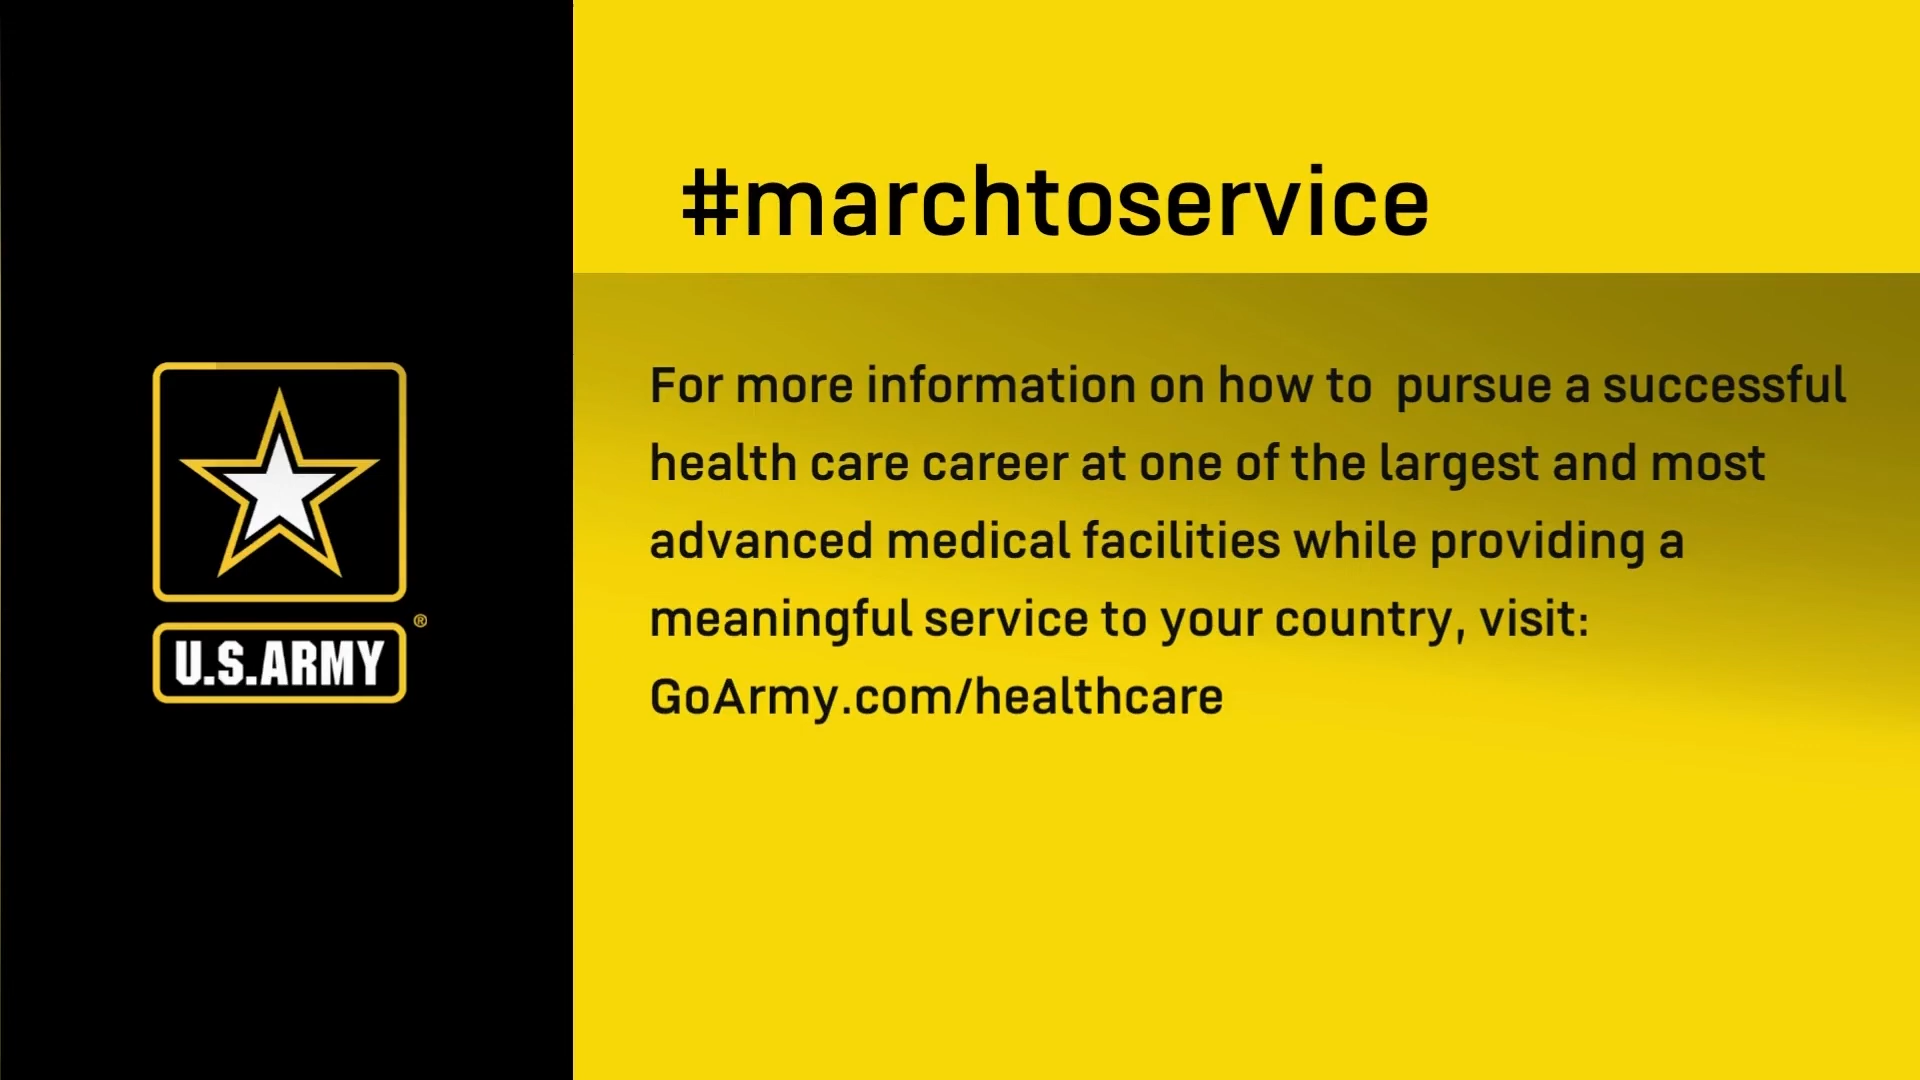 #marchtoservice
For more information on how to  pursue a successful
health care career at one of the largest and most
advanced medical facilities while providing a
meaningful service to your country, visit:
GoArmy.com/healthcare
U.S.ARMY
®